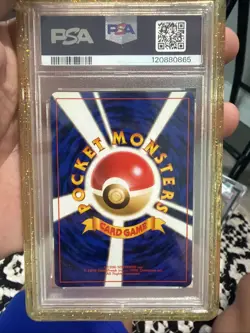 PSA
PSA
120880865
POCKET MONSTERS
CARD GAME